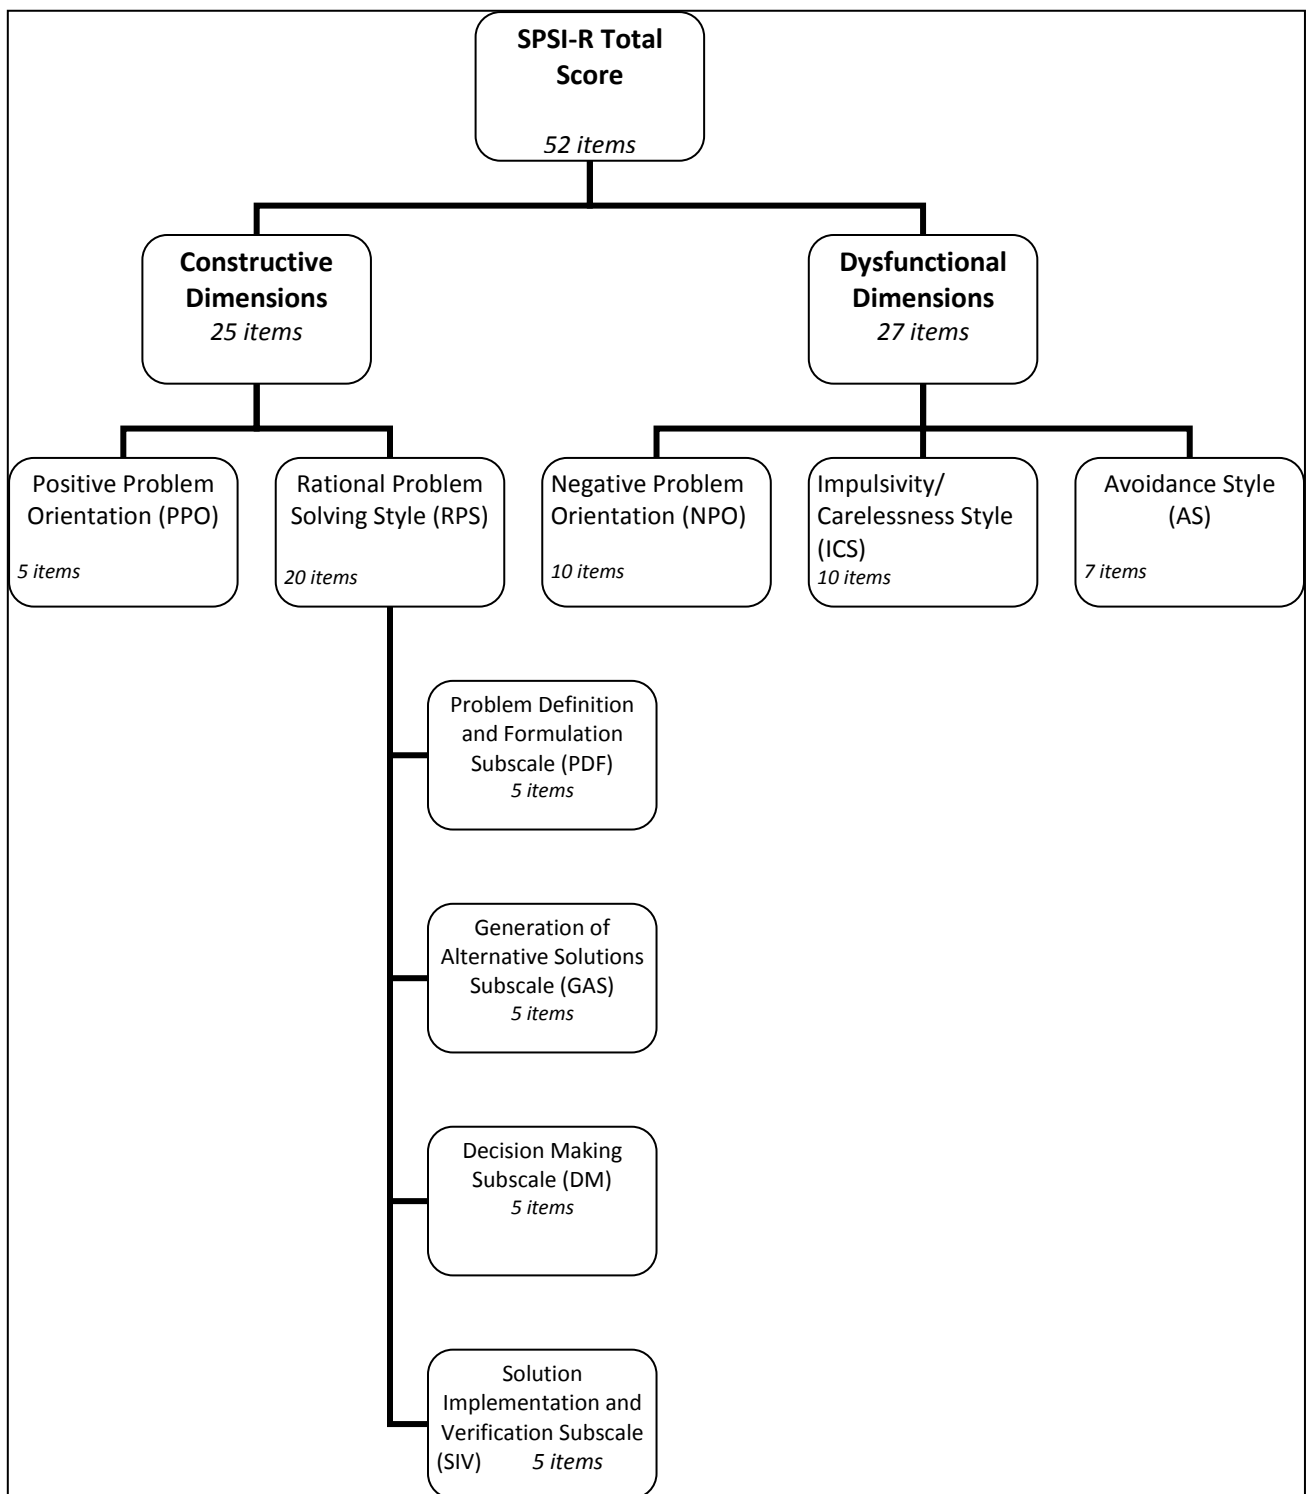 SPSI-R Total
Score
52 items
Constructive
Dimensions
25 items
Dysfunctional
Dimensions
27 items
Positive Problem
Orientation (PPO)
5 items
Rational Problem
Solving Style (RPS)
20 items
Negative Problem
Orientation (NPO)
10 items
Impulsivity/
Carelessness Style
(ICS)
10 items
Avoidance Style
(AS)
7 items
Problem Definition
and Formulation
Subscale (PDF)
5 items
Generation of
Alternative Solutions
Subscale (GAS)
5 items
Decision Making
Subscale (DM)
5 items
Solution
Implementation and
Verification Subscale
(SIV) 5 items